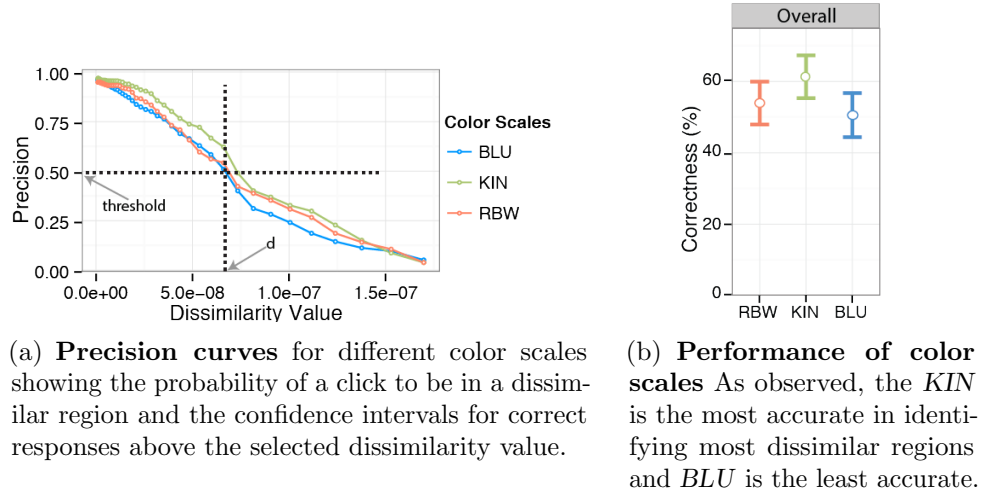 1.00
0.75
0.50
0.25
0.00
Precision
threshold
d
0.0e+00 5.0e−08 1.0e−07 1.5e−07
Dissimilarity Value
Color Scales
BLU
KIN
RBW
(a) Precision curves for different color scales
showing the probability of a click to be in a dissim-
ilar region and the confidence intervals for correct
responses above the selected dissimilarity value.
Overall
60
40
20
0
Correctness (%)
RBW KIN BLU
(b) Performance of color
scales As observed, the KIN
is the most accurate in identi-
fying most dissimilar regions
and BLU is the least accurate.